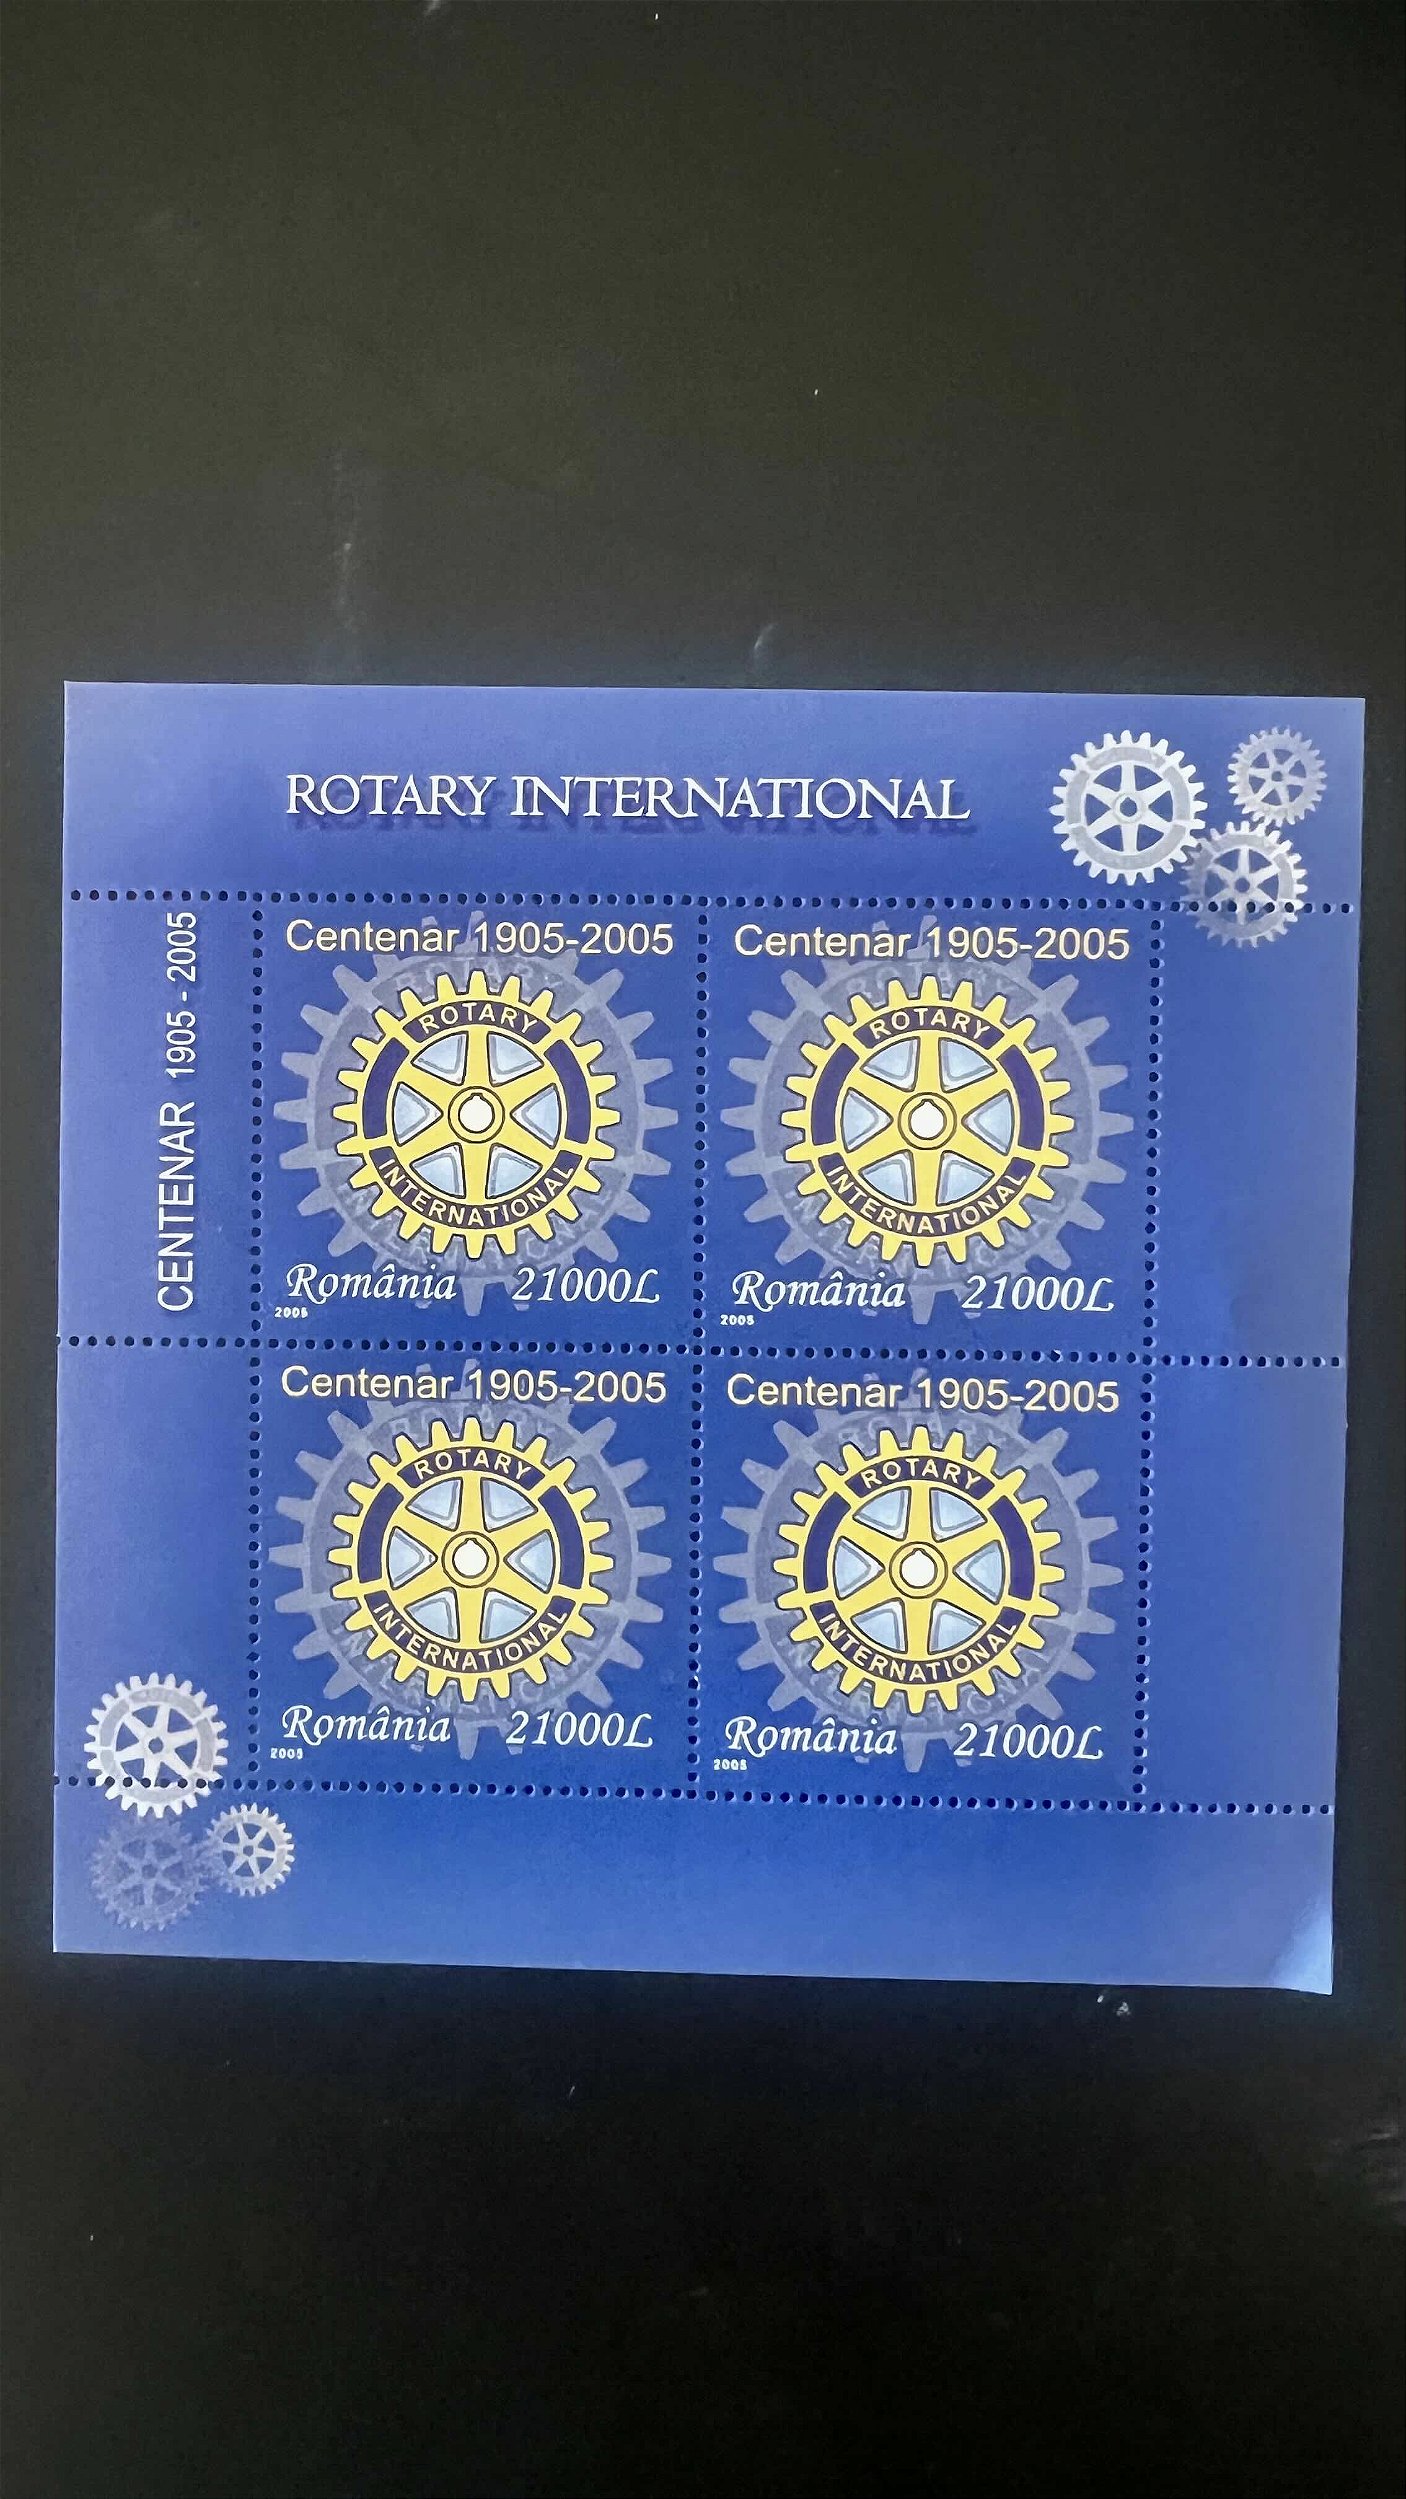 ROTARY INTERNATIONAL
CENTENAR 1905 - 2005
Centenar 1905-2005
ROTARY
INTERNATIONAL
România 21000L
2005
Centenar 1905-2005
ROTARY
INTERNATIONAL
România 21000L
2005
Centenar 1905-2005
ROTARY
INTERNATIONAL
România 21000L
2005
Centenar 1905-2005
ROTARY
INTERNATIONAL
România 21000L
2005